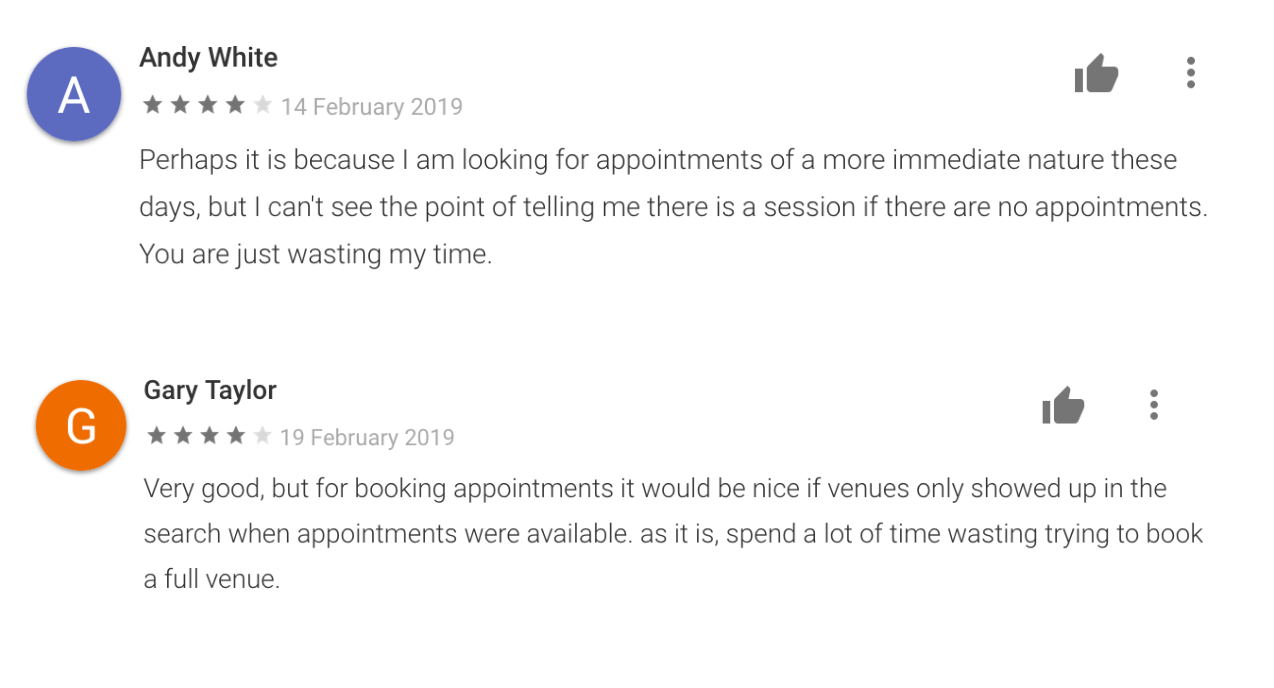 A
Andy White
14 February 2019
Perhaps it is because I am looking for appointments of a more immediate nature these
days, but I can't see the point of telling me there is a session if there are no appointments.
You are just wasting my time.
G
Gary Taylor
19 February 2019
Very good, but for booking appointments it would be nice if venues only showed up in the
search when appointments were available. as it is, spend a lot of time wasting trying to book
a full venue.